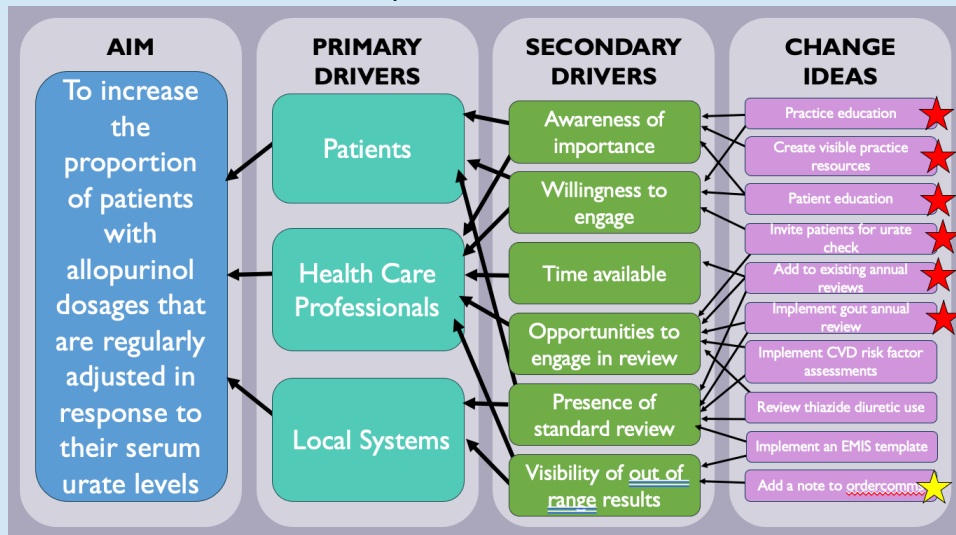 AIM
To increase
the
proportion
of patients
with
allopurinol
dosages that
are regularly
adjusted in
response to
their serum
urate levels
PRIMARY
DRIVERS
Patients
Health Care
Professionals
Local Systems
SECONDARY
DRIVERS
Awareness of
importance
Willingness to
engage
Time available
Opportunities to
engage in review
Presence of
standard review
Visibility of out of
range results
CHANGE
IDEAS
Practice education
Create visible practice
resources
Patient education
Invite patients for urate
check
Add to existing annual
reviews
Implement gout annual
review
Implement CVD risk factor
assessments
Review thiazide diuretic use
Implement an EMIS template
Add a note to